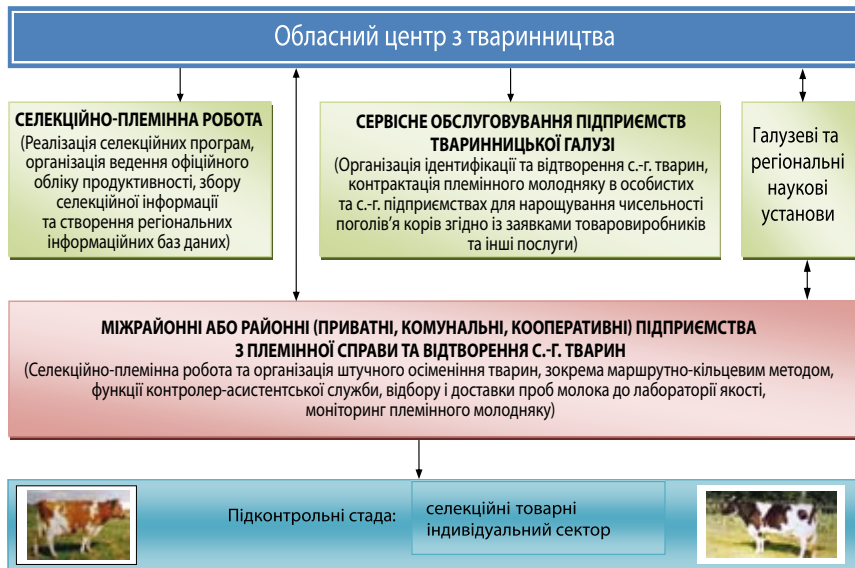 Обласний центр з тваринництва
СЕЛЕКЦІЙНО-ПЛЕМІННА РОБОТА
(Реалізація селекційних програм,
організація ведення офіційного
обліку продуктивності, збору
селекційної інформації
та створення регіональних
інформаційних баз даних)
СЕРВІСНЕ ОБСЛУГОВУВАННЯ ПІДПРИЄМСТВ
ТВАРИННИЦЬКОЇ ГАЛУЗІ
(Організація ідентифікації та відтворення с.-г. тварин,
контрактація племінного молодняку в особистих
та с.-г. підприємствах для нарощування чисельності
поголів’я корів згідно із заявками товаровиробників
та інші послуги)
Галузеві та
регіональні
наукові
установи
МІЖРАЙОННІ АБО РАЙОННІ (ПРИВАТНІ, КОМУНАЛЬНІ, КООПЕРАТИВНІ) ПІДПРИЄМСТВА
З ПЛЕМІННОЇ СПРАВИ ТА ВІДТВОРЕННЯ С.-Г. ТВАРИН
(Селекційно-племінна робота та організація штучного осіменіння тварин, зокрема маршрутно-кільцевим методом,
функції контролер-асистентської служби, відбору і доставки проб молока до лабораторії якості,
моніторинг племінного молодняку)
Підконтрольні стада:
селекційні товарні
індивідуальний сектор